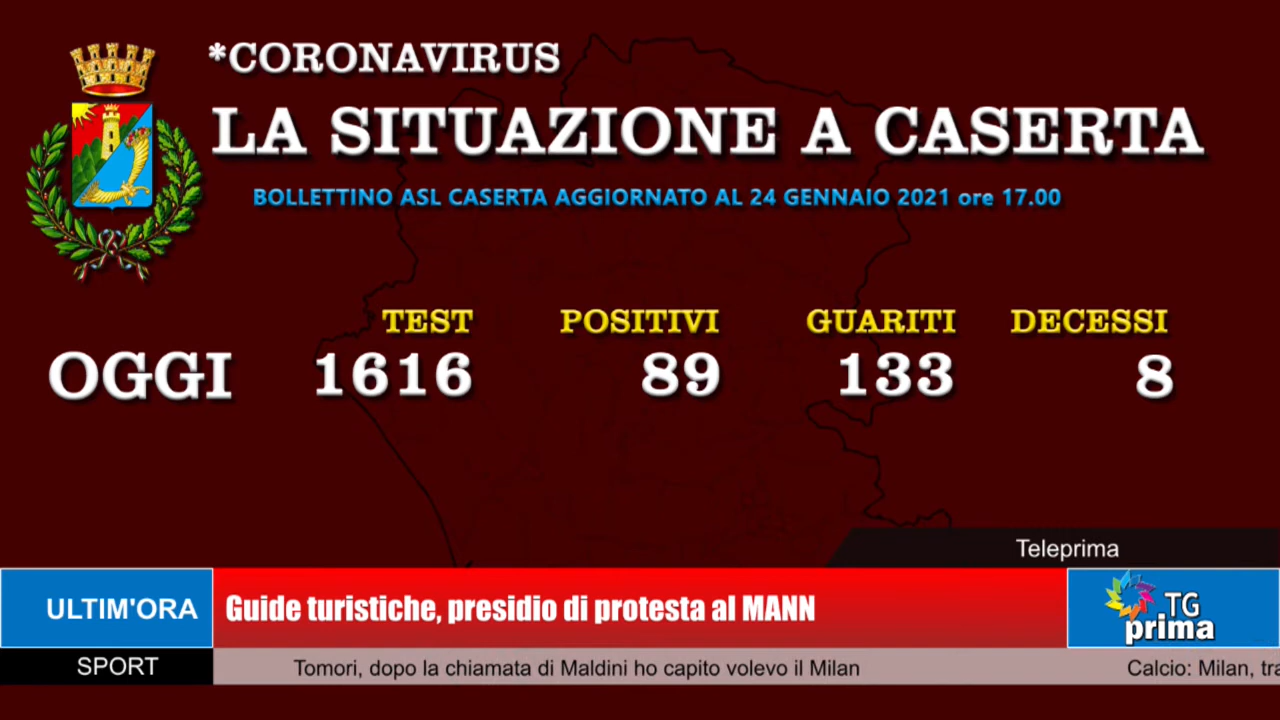 *CORONAVIRUS
LA SITUAZIONE A CASERTA
BOLLETTINO ASL CASERTA AGGIORNATO AL 24 GENNAIO 2021 ore 17.00
TEST POSITIVI GUARITI DECESSI
OGGI 1616 89 133 8
Teleprima
ULTIM'ORA Guide turistiche, presidio di protesta al MANN
TG
prima
SPORT Tomori, dopo la chiamata di Maldini ho capito volevo il Milan Calcio: Milan, tra